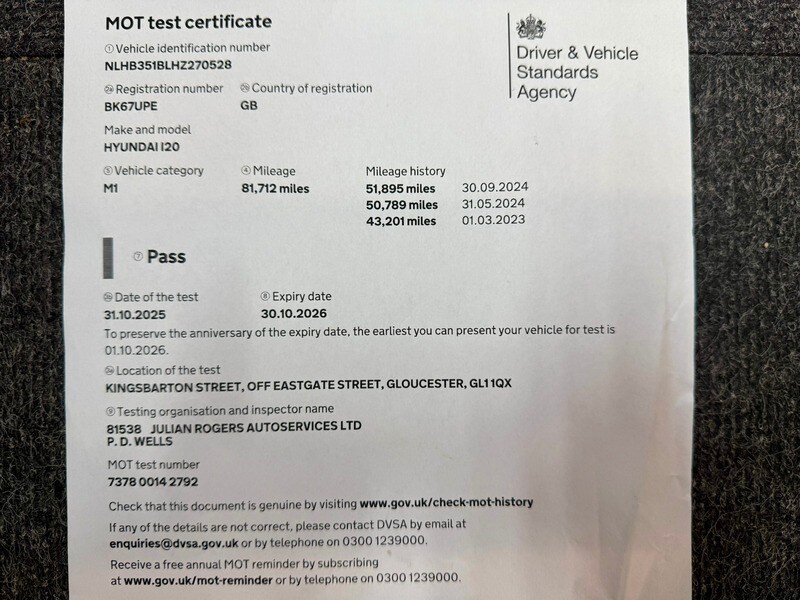 MOT test certificate
Driver & Vehicle
Standards
Agency
① Vehicle identification number
NLHB351BLHZ270528
Registration number Country of registration
BK67UPE GB
Make and model
HYUNDAI I20
⑤ Vehicle category ④ Mileage Mileage history
M1 81,712 miles 51,895 miles 30.09.2024
50,789 miles 31.05.2024
43,201 miles 01.03.2023
⑦ Pass
Date of the test ⑧ Expiry date
31.10.2025 30.10.2026
To preserve the anniversary of the expiry date, the earliest you can present your vehicle for test is
01.10.2026.
Location of the test
KINGSBARTON STREET, OFF EASTGATE STREET, GLOUCESTER, GL1 1QX
⑨ Testing organisation and inspector name
81538 JULIAN ROGERS AUTOSERVICES LTD
P. D. WELLS
MOT test number
7378 0014 2792
Check that this document is genuine by visiting www.gov.uk/check-mot-history
If any of the details are not correct, please contact DVSA by email at
enquiries@dvsa.gov.uk or by telephone on 0300 1239000.
Receive a free annual MOT reminder by subscribing
at www.gov.uk/mot-reminder or by telephone on 0300 1239000.